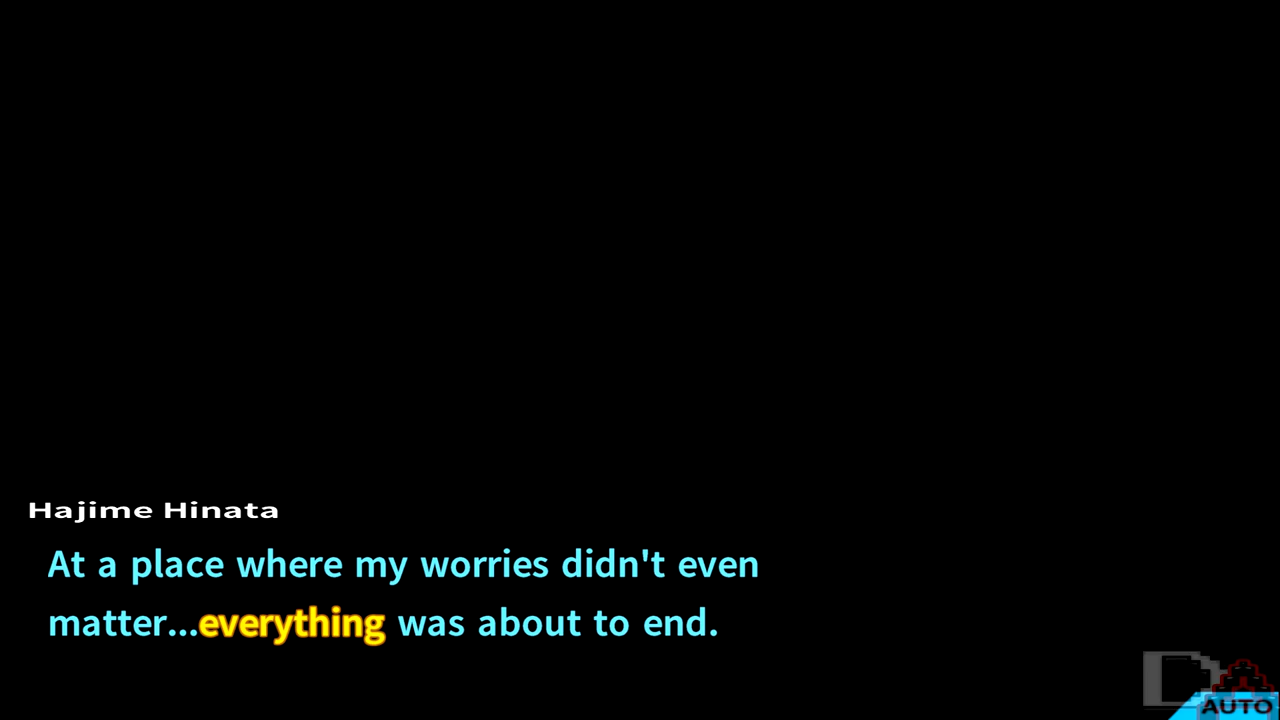 Hajime Hinata
At a place where my worries didn't even
matter...everything was about to end.
AUTO